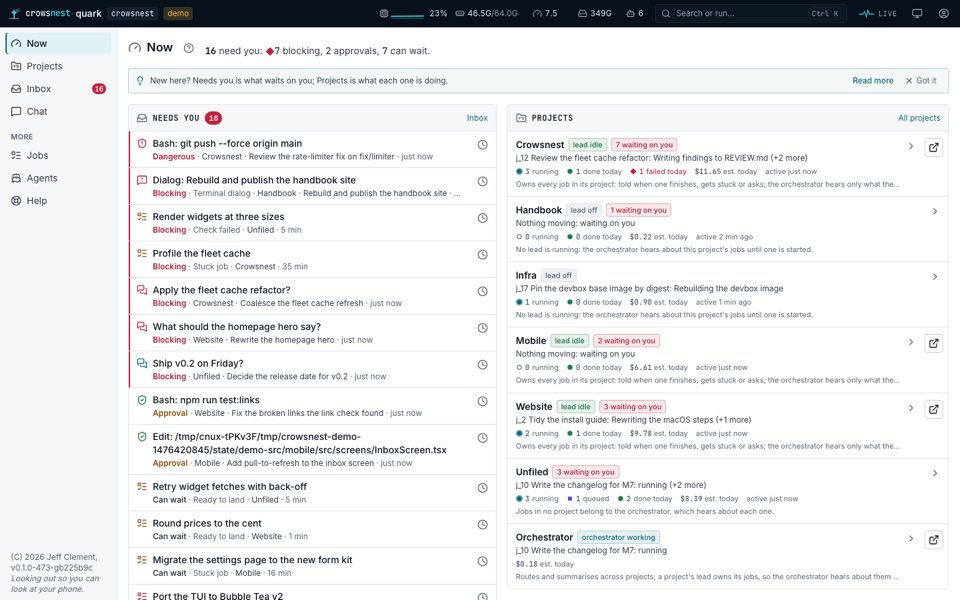 crowsnest quark crowsnest demo
23% 46.5G/64.0G 7.5 349G 6 Search or run... Ctrl K LIVE
Now
Projects
Inbox 16
Chat
MORE
Jobs
Agents
Help
(C) 2026 Jeff Clement,
v0.1.0-473-gb225b9c
Looking out so you can
look at your phone.
Now 16 need you: 7 blocking, 2 approvals, 7 can wait.
New here? Needs you is what waits on you; Projects is what each one is doing. Read more Got it
NEEDS YOU 16 Inbox
Bash: git push --force origin main
Dangerous · Crowsnest · Review the rate-limiter fix on fix/limiter · just now
Dialog: Rebuild and publish the handbook site
Blocking · Terminal dialog · Handbook · Rebuild and publish the handbook site · ...
Render widgets at three sizes
Blocking · Check failed · Unfiled · 5 min
Profile the fleet cache
Blocking · Stuck job · Crowsnest · 35 min
Apply the fleet cache refactor?
Blocking · Crowsnest · Coalesce the fleet cache refresh · just now
What should the homepage hero say?
Blocking · Website · Rewrite the homepage hero · just now
Ship v0.2 on Friday?
Blocking · Unfiled · Decide the release date for v0.2 · just now
Bash: npm run test:links
Approval · Website · Fix the broken links the link check found · just now
Edit: /tmp/cnux-tPKv3F/tmp/crowsnest-demo-
1476420845/state/demo-src/mobile/src/screens/InboxScreen.tsx
Approval · Mobile · Add pull-to-refresh to the inbox screen · just now
Retry widget fetches with back-off
Can wait · Ready to land · Unfiled · 5 min
Round prices to the cent
Can wait · Ready to land · Website · 1 min
Migrate the settings page to the new form kit
Can wait · Stuck job · Mobile · 16 min
Port the TUI to Bubble Tea v2
PROJECTS All projects
Crowsnest lead idle 7 waiting on you
j_12 Review the fleet cache refactor: Writing findings to REVIEW.md (+2 more)
3 running 1 done today 1 failed today $11.65 est. today active just now
Owns every job in its project: told when one finishes, gets stuck or asks; the orchestrator hears only what the...
Handbook lead off 1 waiting on you
Nothing moving: waiting on you
0 running 0 done today $0.22 est. today active 2 min ago
No lead is running: the orchestrator hears about this project's jobs until one is started.
Infra lead off
j_17 Pin the devbox base image by digest: Rebuilding the devbox image
1 running 0 done today $0.90 est. today active 1 min ago
No lead is running: the orchestrator hears about this project's jobs until one is started.
Mobile lead idle 2 waiting on you
Nothing moving: waiting on you
0 running 0 done today $6.61 est. today active just now
Owns every job in its project: told when one finishes, gets stuck or asks; the orchestrator hears only what the...
Website lead idle 3 waiting on you
j_2 Tidy the install guide: Rewriting the macOS steps (+1 more)
2 running 1 done today $9.78 est. today active just now
Owns every job in its project: told when one finishes, gets stuck or asks; the orchestrator hears only what the...
Unfiled 3 waiting on you
j_10 Write the changelog for M7: running (+2 more)
3 running 1 queued 2 done today $8.39 est. today active just now
Jobs in no project belong to the orchestrator, which hears about each one.
Orchestrator orchestrator working
j_10 Write the changelog for M7: running
$0.18 est. today
Routes and summarises across projects; a project's lead owns its jobs, so the orchestrator hears about them ...